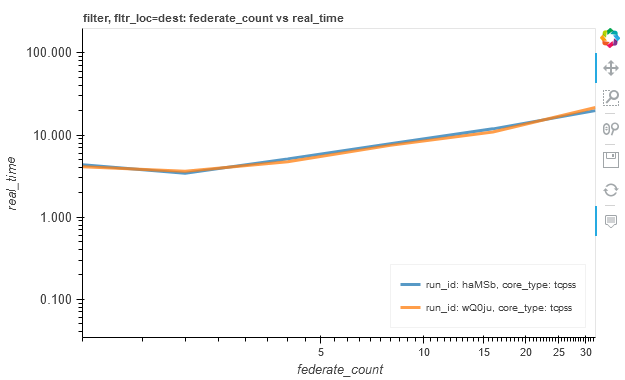 filter, fltr_loc=dest: federate_count vs real_time
100.000
10.000
1.000
0.100
real_time
run_id: haMSb, core_type: tcpss
run_id: wQ0ju, core_type: tcpss
5 10 15 20 25 30
federate_count